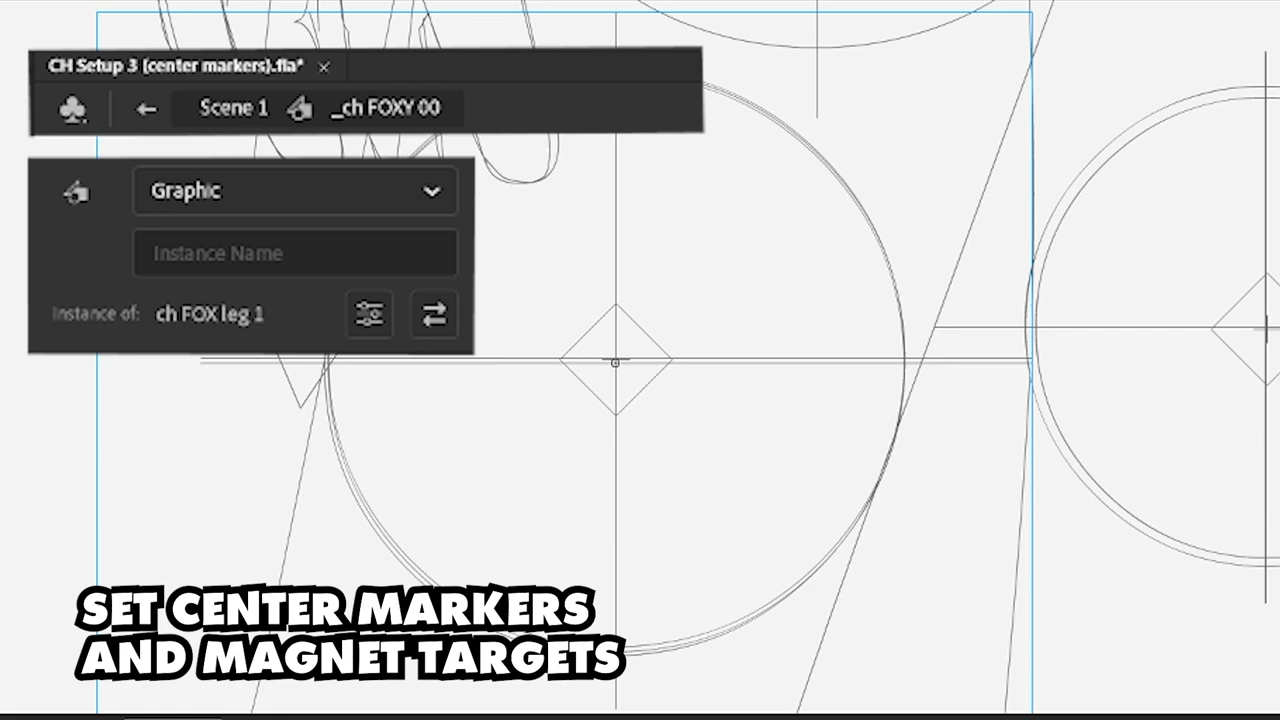 CH Setup 3 (center markers).fla* ×
Scene 1 _ch FOXY 00
Graphic
Instance Name
Instance of: ch FOX leg 1
SET CENTER MARKERS
AND MAGNET TARGETS